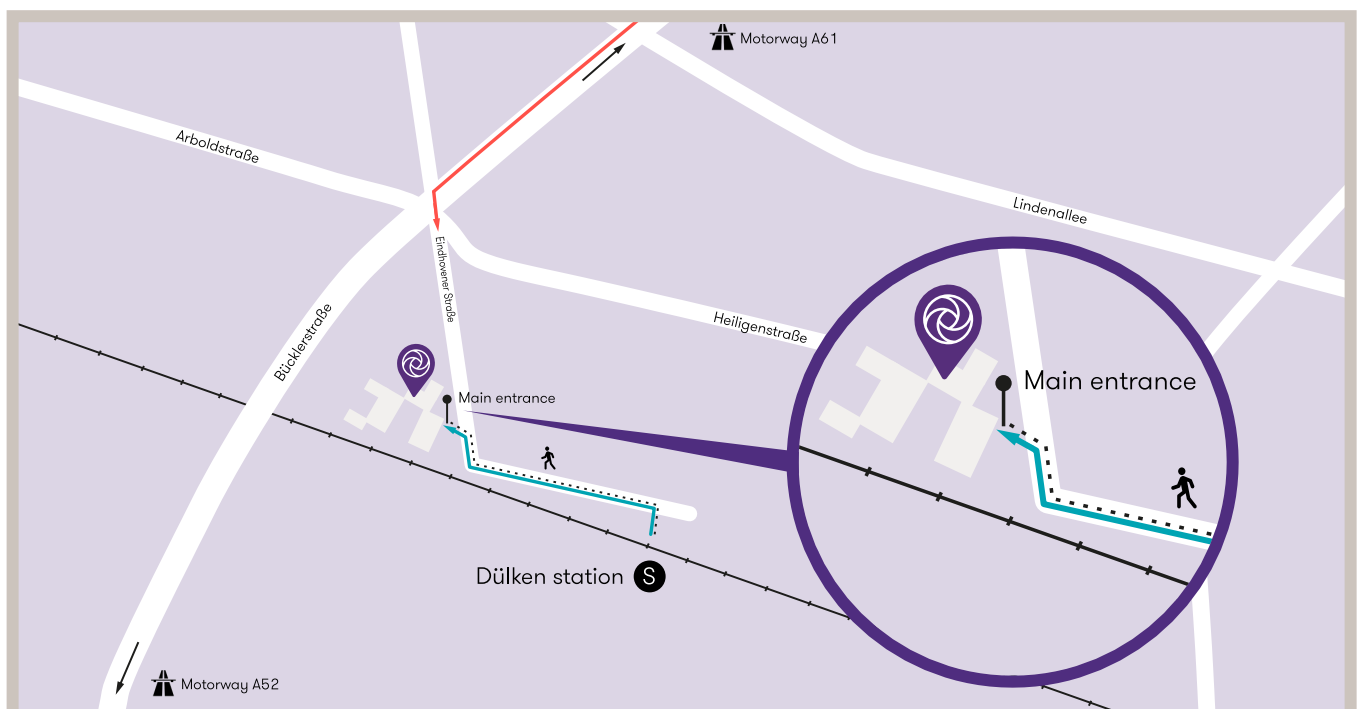 Motorway A61
Arboldstraße
Lindenallee
Eindhovener Straße
Bücklerstraße
Heiligenstraße
Main entrance
Main entrance
Dülken station S
Motorway A52